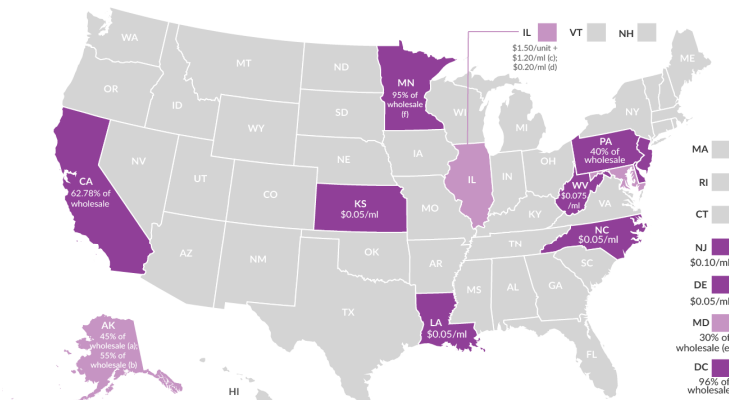 IL
VT
NH
$1.50/unit +
$1.20/ml (c);
$0.20/ml (d)
WA
MT
ND
MN
95% of
wholesale
(f)
ME
OR
ID
SD
WI
NY
WY
MI
PA
40% of
wholesale
MA
NV
NE
IA
IN
OH
CA
62.78% of
wholesale
UT
CO
KS
$0.05/ml
MO
IL
WV
$0.075
/ml
VA
RI
KY
CT
NC
$0.05/ml
AZ
NM
OK
AR
TN
SC
NJ
$0.10/ml
MS
AL
GA
DE
$0.05/ml
TX
LA
$0.05/ml
AK
45% of
wholesale (a);
55% of
wholesale (b)
MD
30% of
wholesale (e
FL
DC
96% of
wholesale
HI